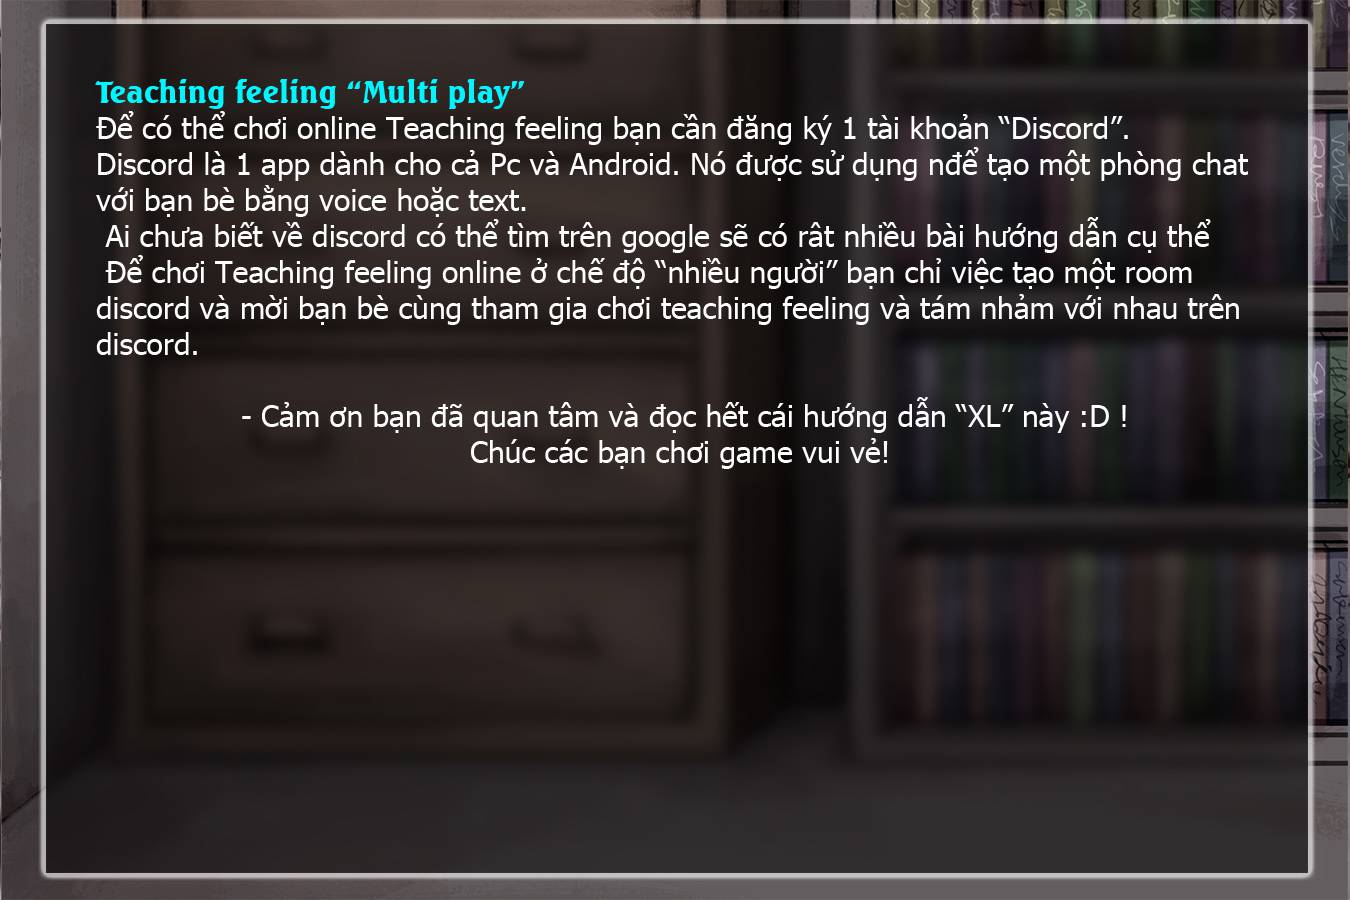 Teaching feeling “Multi play”
Để có thể chơi online Teaching feeling bạn cần đăng ký 1 tài khoản “Discord”.
Discord là 1 app dành cho cả Pc và Android. Nó được sử dụng nđể tạo một phòng chat
với bạn bè bằng voice hoặc text.
Ai chưa biết về discord có thể tìm trên google sẽ có rât nhiều bài hướng dẫn cụ thể
Để chơi Teaching feeling online ở chế độ “nhiều người” bạn chỉ việc tạo một room
discord và mời bạn bè cùng tham gia chơi teaching feeling và tám nhảm với nhau trên
discord.
- Cảm ơn bạn đã quan tâm và đọc hết cái hướng dẫn “XL” này :D !
Chúc các bạn chơi game vui vẻ!